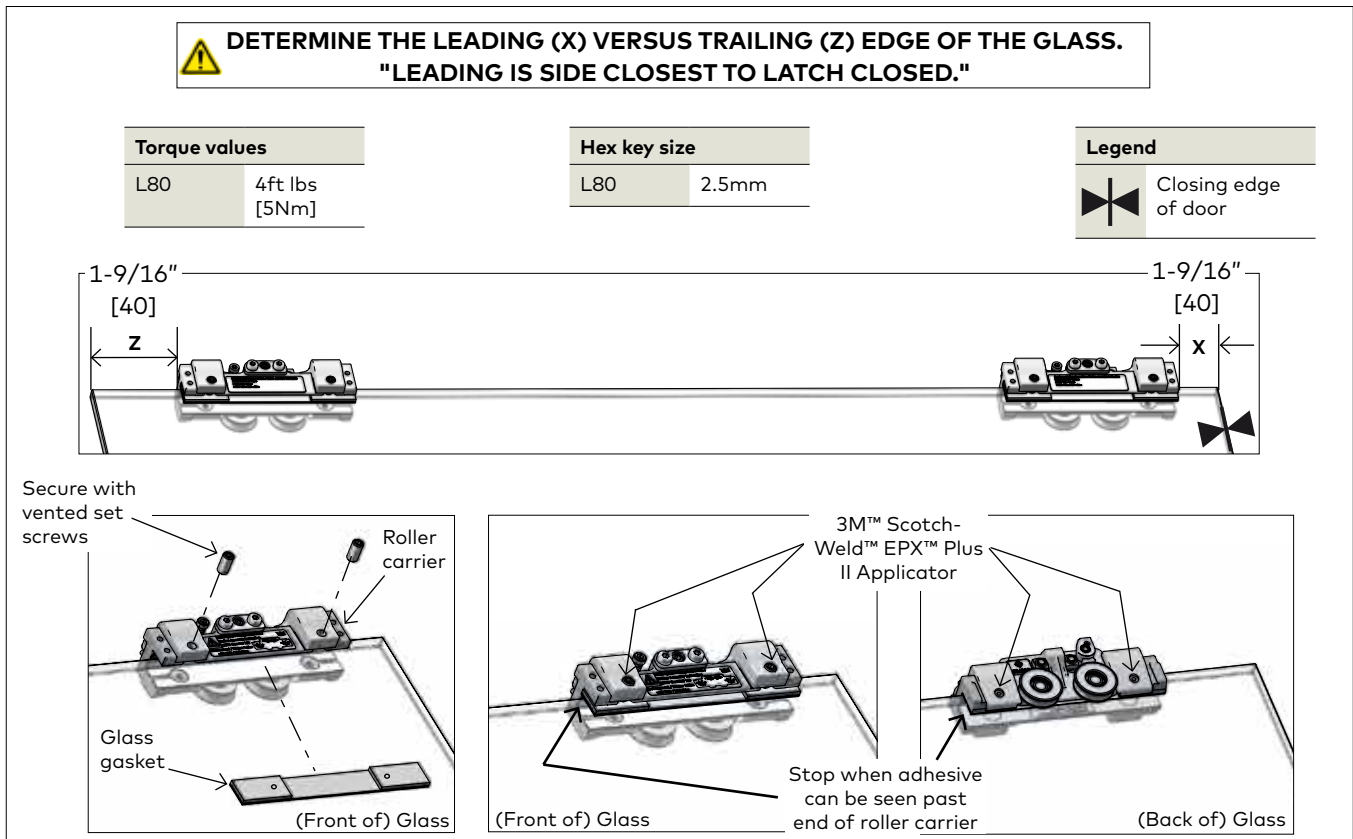 DETERMINE THE LEADING (X) VERSUS TRAILING (Z) EDGE OF THE GLASS.
"LEADING IS SIDE CLOSEST TO LATCH CLOSED."
Torque values
L80 4ft lbs
[5Nm]
Hex key size
L80 2.5mm
Legend
Closing edge
of door
1-9/16"
[40]
Z
1-9/16"
[40]
X
Secure with
vented set
screws
Roller
carrier
Glass
gasket
(Front of) Glass
3M™ Scotch-
Weld™ EPX™ Plus
II Applicator
Stop when adhesive
can be seen past
end of roller carrier
(Front of) Glass
(Back of) Glass